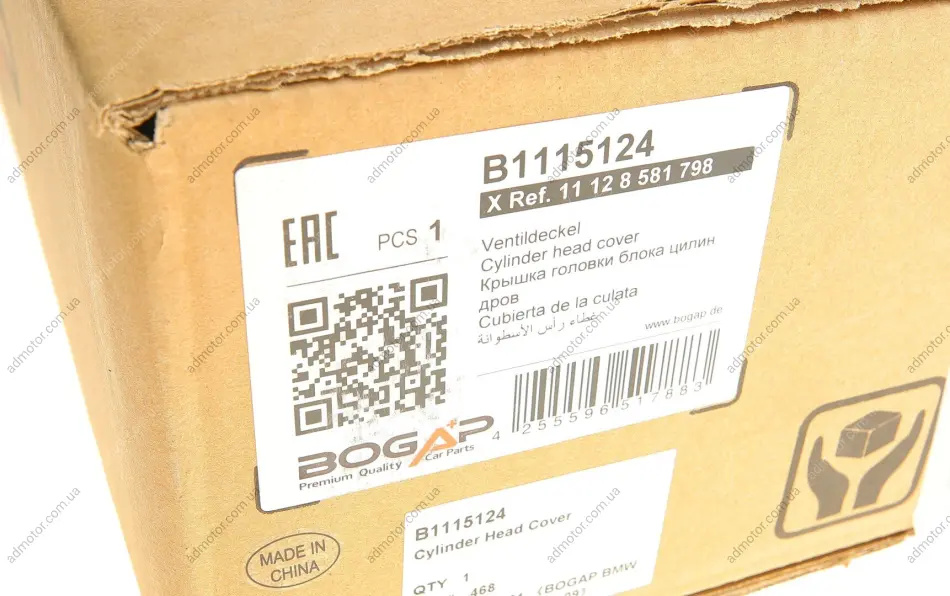 B1115124
X Ref. 11 12 8 581 798
EAC
PCS 1
Ventildeckel
Cylinder head cover
Крышка головки блока цилин
дров
Cubierta de la culata
غطاء رأس الأسطوانة
www.bogap.de
4 255596 517883
BOGAP
Premium Quality Car Parts
B1115124
Cylinder Head Cover
QTY 1
468
(BOGAP BMW
MADE IN
CHINA
admotor.com.ua